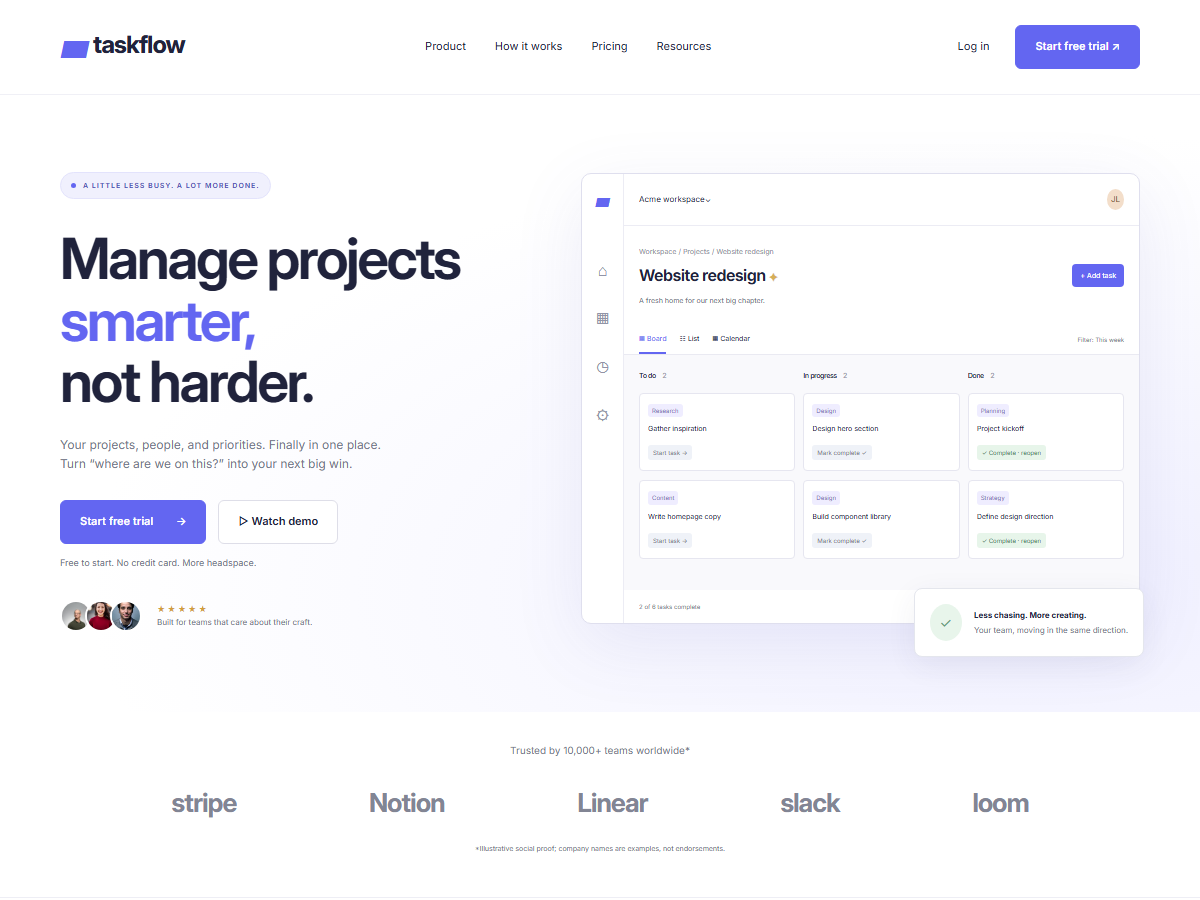 taskflow
Product
How it works
Pricing
Resources
Log in
Start free trial ↗
A LITTLE LESS BUSY. A LOT MORE DONE.
Manage projects
smarter,
not harder.
Your projects, people, and priorities. Finally in one place.
Turn “where are we on this?” into your next big win.
Start free trial →
▷ Watch demo
Free to start. No credit card. More headspace.
★★★★★
Built for teams that care about their craft.
Acme workspace
JL
Workspace / Projects / Website redesign
Website redesign ✦
+ Add task
A fresh home for our next big chapter.
Board
List
Calendar
Filter: This week
To do 2
In progress 2
Done 2
Research
Gather inspiration
Start task →
Design
Design hero section
Mark complete ✓
Planning
Project kickoff
✓ Complete · reopen
Content
Write homepage copy
Start task →
Design
Build component library
Mark complete ✓
Strategy
Define design direction
✓ Complete · reopen
2 of 6 tasks complete
✓
Less chasing. More creating.
Your team, moving in the same direction.
Trusted by 10,000+ teams worldwide*
stripe
Notion
Linear
slack
loom
*Illustrative social proof; company names are examples, not endorsements.